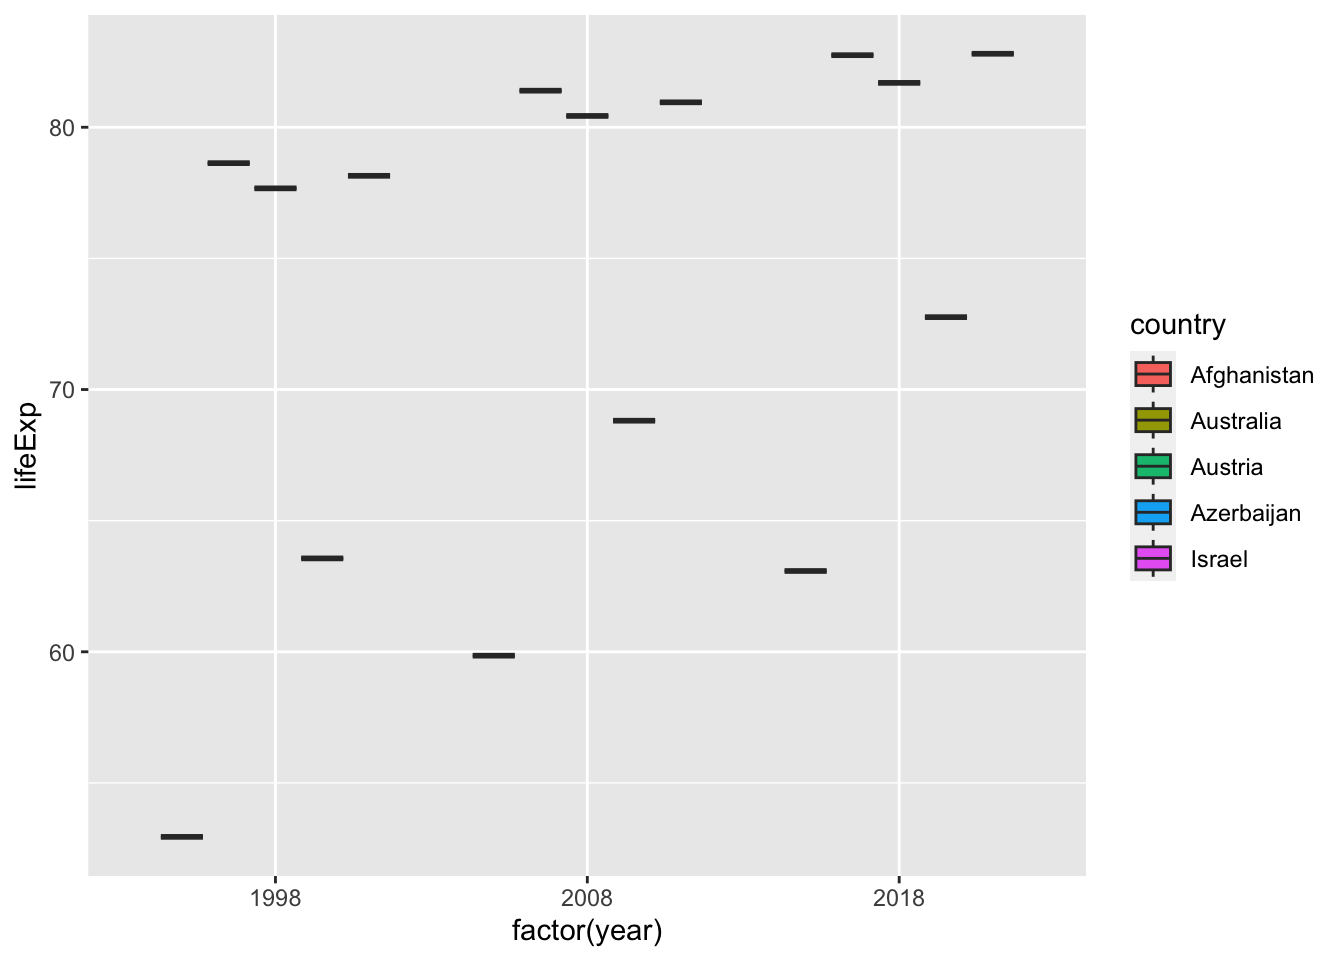 80
70
60
lifeExp
1998
2008
2018
factor(year)
country
Afghanistan
Australia
Austria
Azerbaijan
Israel